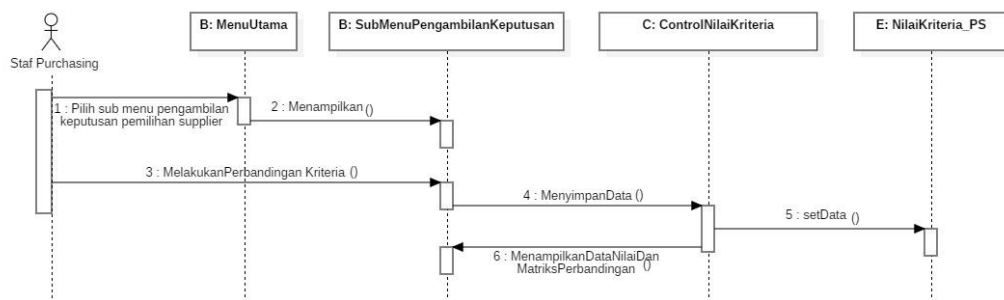 B: MenuUtama
B: SubMenuPengambilanKeputusan
C: ControlNilaiKriteria
E: NilaiKriteria_PS
Staf Purchasing
1 : Pilih sub menu pengambilan
keputusan pemilihan supplier
2 : Menampilkan ()
3 : MelakukanPerbandingan Kriteria ()
4 : MenyimpanData ()
5 : setData ()
6 : MenampilkanDataNilaiDan
MatriksPerbandingan ()